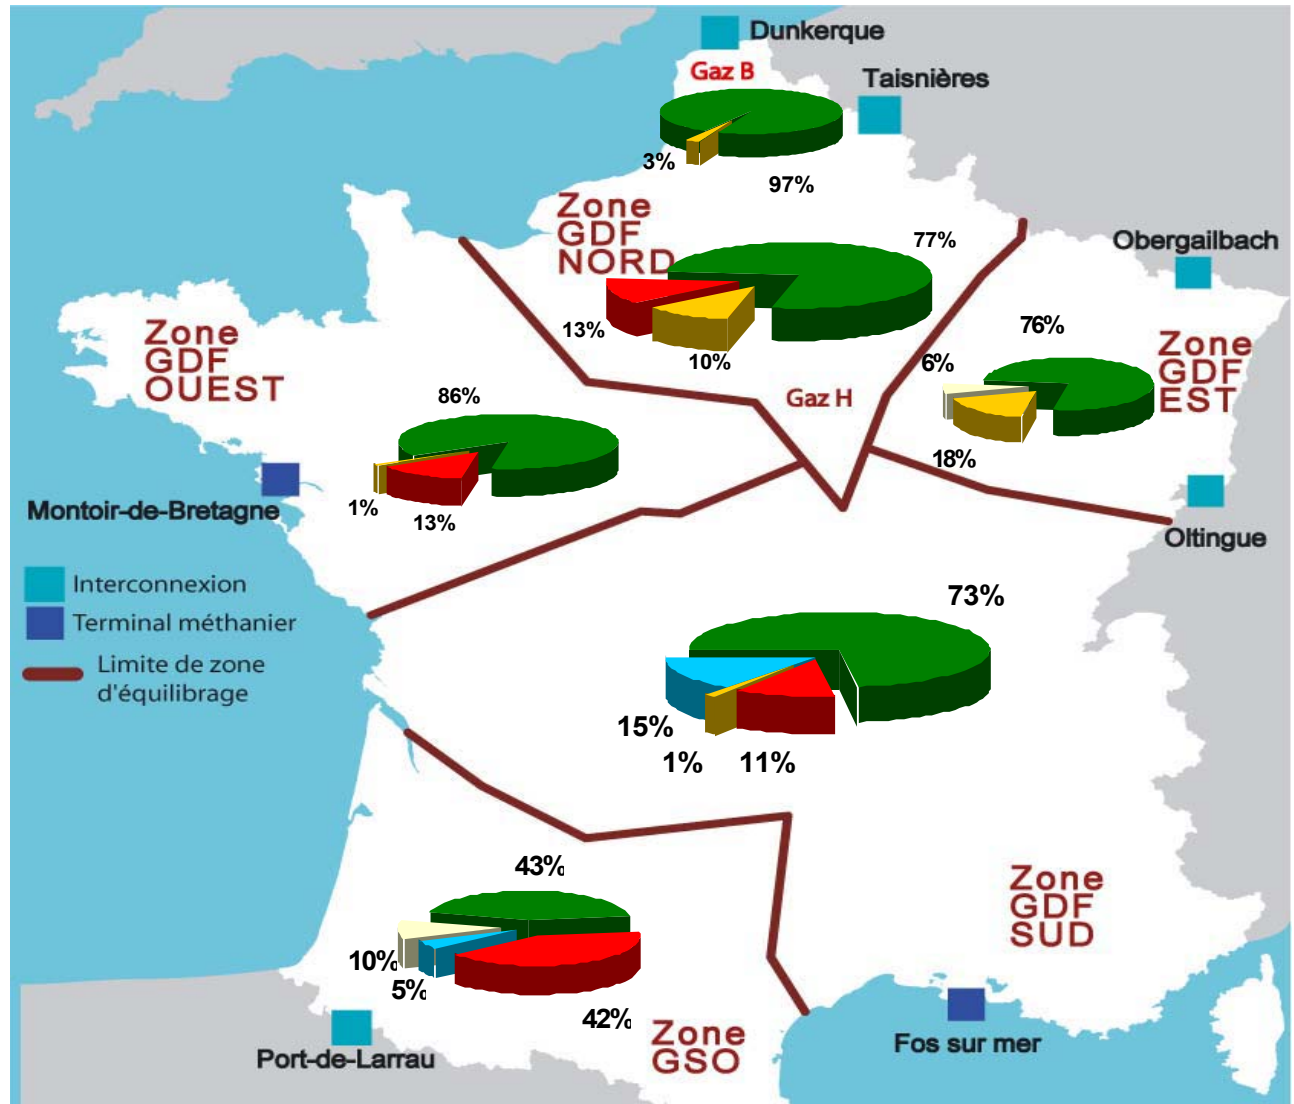 Dunkerque
Gaz B
Taisnières
3%
97%
Zone
GDF
NORD
77%
Obergailbach
13%
10%
Zone
GDF
OUEST
76%
6%
Zone
GDF
EST
18%
Gaz H
86%
1%
13%
Montoir-de-Bretagne
Oltingue
Interconnexion
Terminal méthanier
Limite de zone
d'équilibrage
73%
15%
1%
11%
43%
10%
5%
42%
Zone
GDF
SUD
Zone
GSO
Fos sur mer
Port-de-Larrau